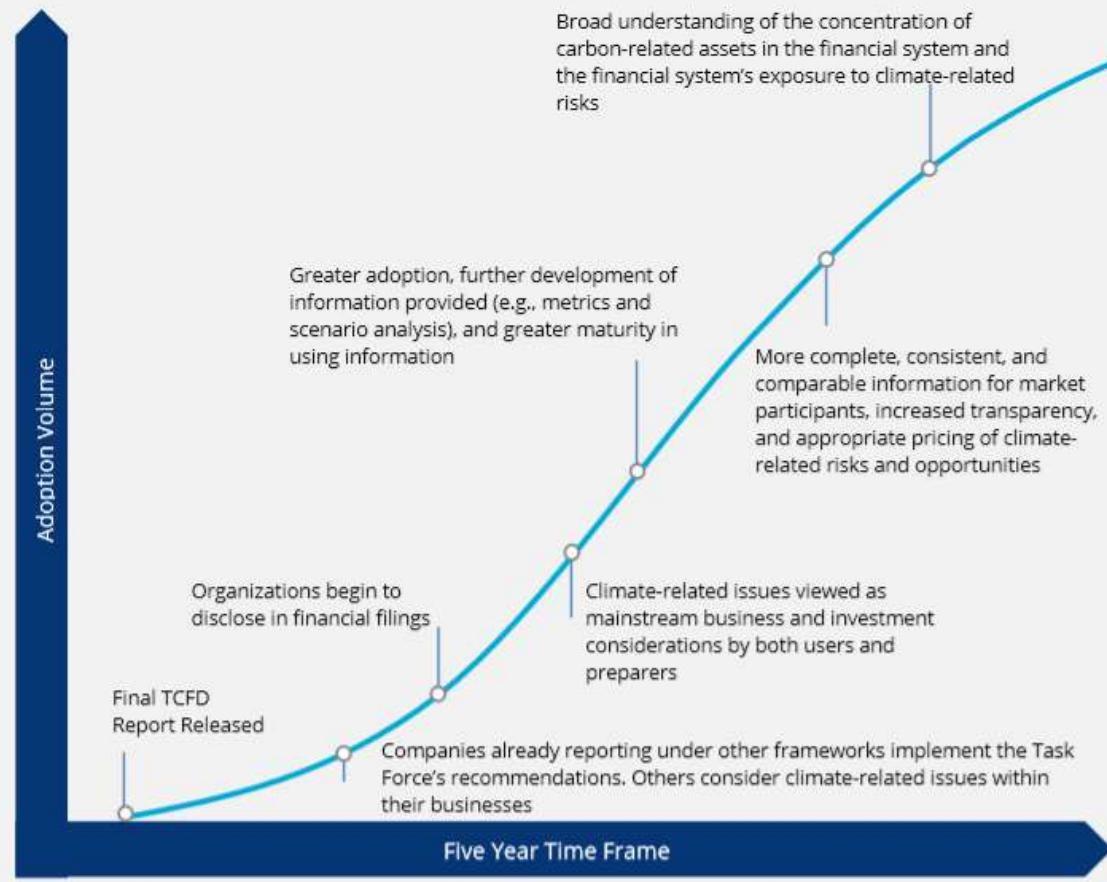 Broad understanding of the concentration of
carbon-related assets in the financial system and
the financial system's exposure to climate-related
risks
Greater adoption, further development of
information provided (e.g., metrics and
scenario analysis), and greater maturity in
using information
More complete, consistent, and
comparable information for market
participants, increased transparency,
and appropriate pricing of climate-
related risks and opportunities
Adoption Volume
Organizations begin to
disclose in financial filings
Climate-related issues viewed as
mainstream business and investment
considerations by both users and
preparers
Final TCFD
Report Released
Companies already reporting under other frameworks implement the Task
Force's recommendations. Others consider climate-related issues within
their businesses
Five Year Time Frame